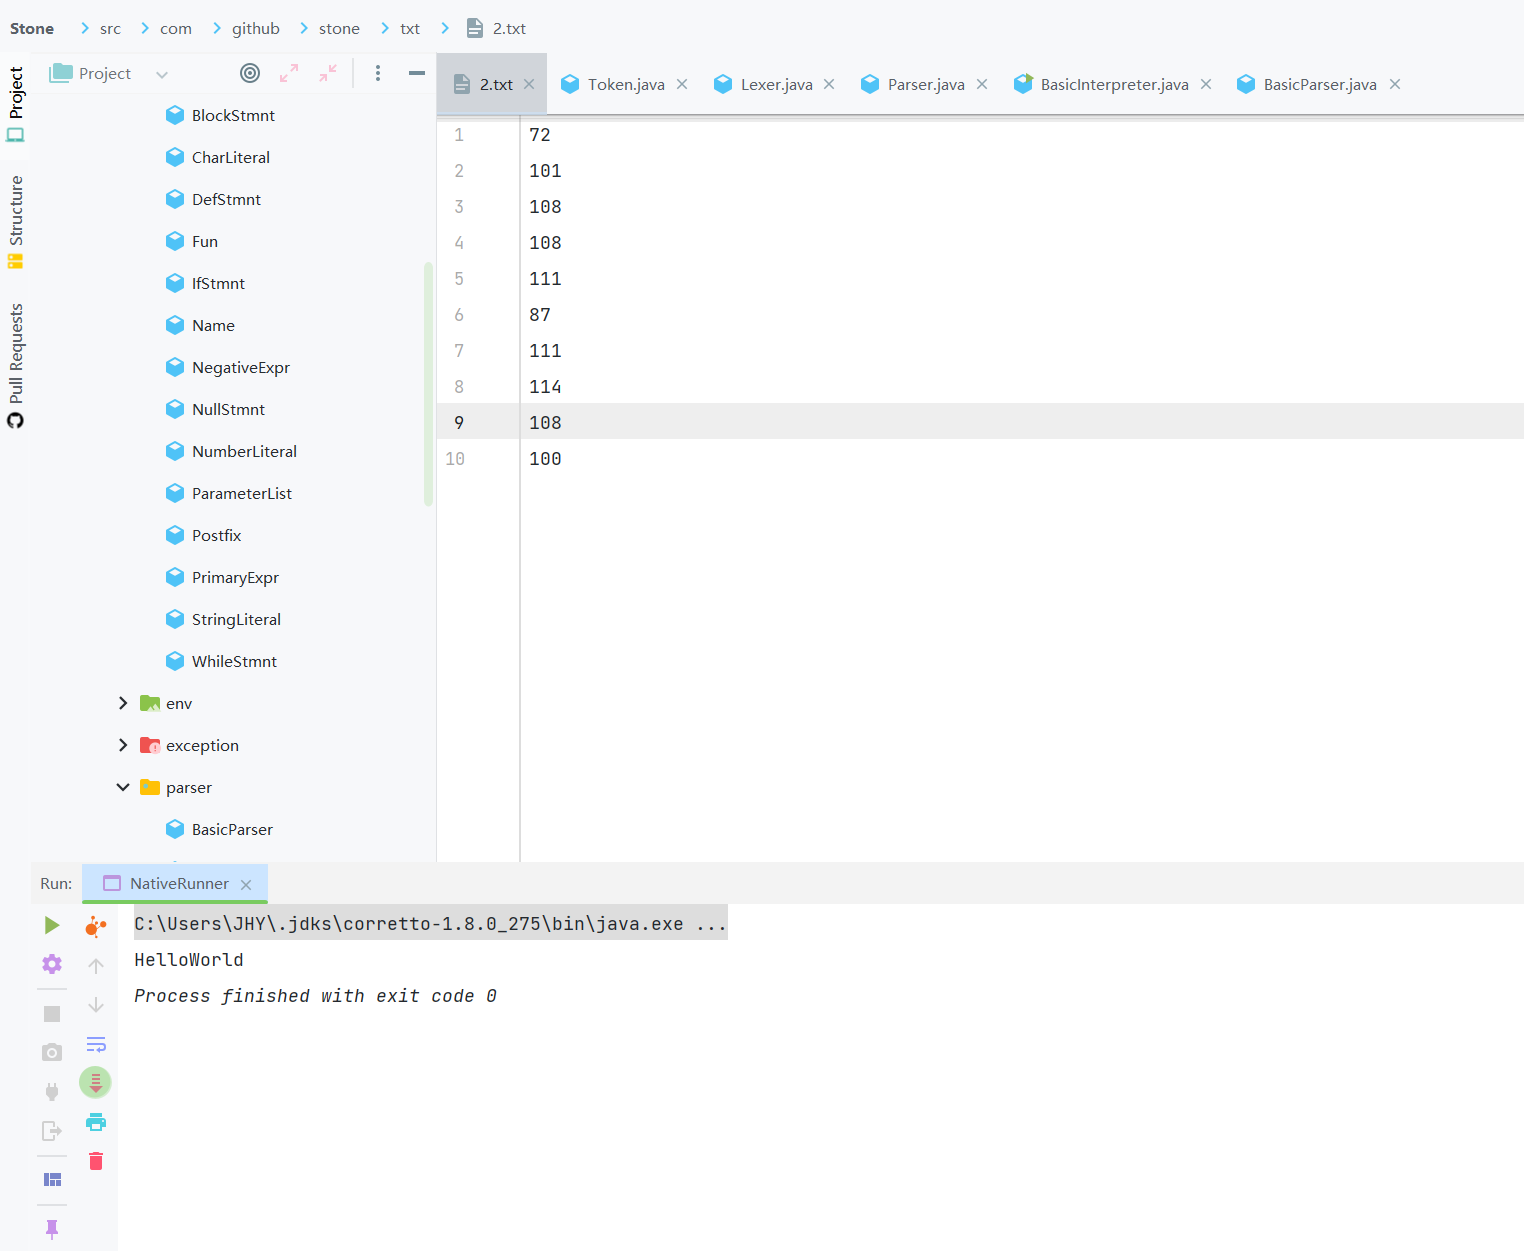 Stone src com github stone txt 2.txt
Project
Structure
Pull Requests
Project
BlockStmnt
CharLiteral
DefStmnt
Fun
IfStmnt
Name
NegativeExpr
NullStmnt
NumberLiteral
ParameterList
Postfix
PrimaryExpr
StringLiteral
WhileStmnt
env
exception
parser
BasicParser
2.txt Token.java Lexer.java Parser.java BasicInterpreter.java BasicParser.java
1 72
2 101
3 108
4 108
5 111
6 87
7 111
8 114
9 108
10 100
Run: NativeRunner
C:\Users\JHY\.jdks\corretto-1.8.0_275\bin\java.exe ...
HelloWorld
Process finished with exit code 0